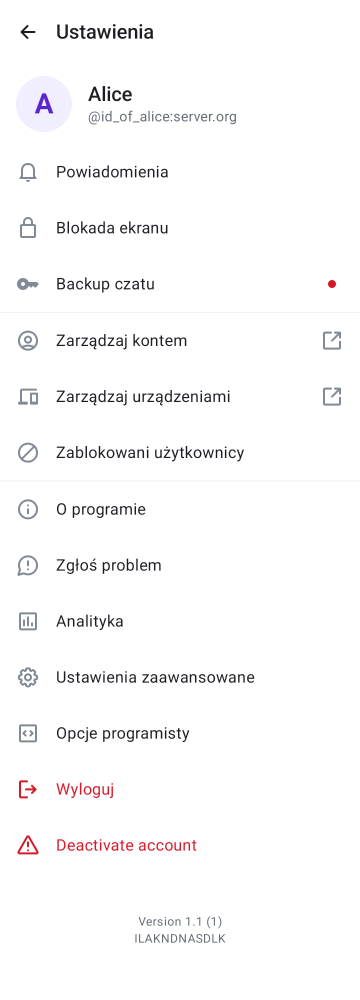 Ustawienia
A
Alice
@id_of_alice:server.org
Powiadomienia
Blokada ekranu
Backup czatu
Zarządzaj kontem
Zarządzaj urządzeniami
Zablokowani użytkownicy
O programie
Zgłoś problem
Analityka
Ustawienia zaawansowane
Opcje programisty
Wyloguj
Deactivate account
Version 1.1 (1)
ILAKNDNASDLK